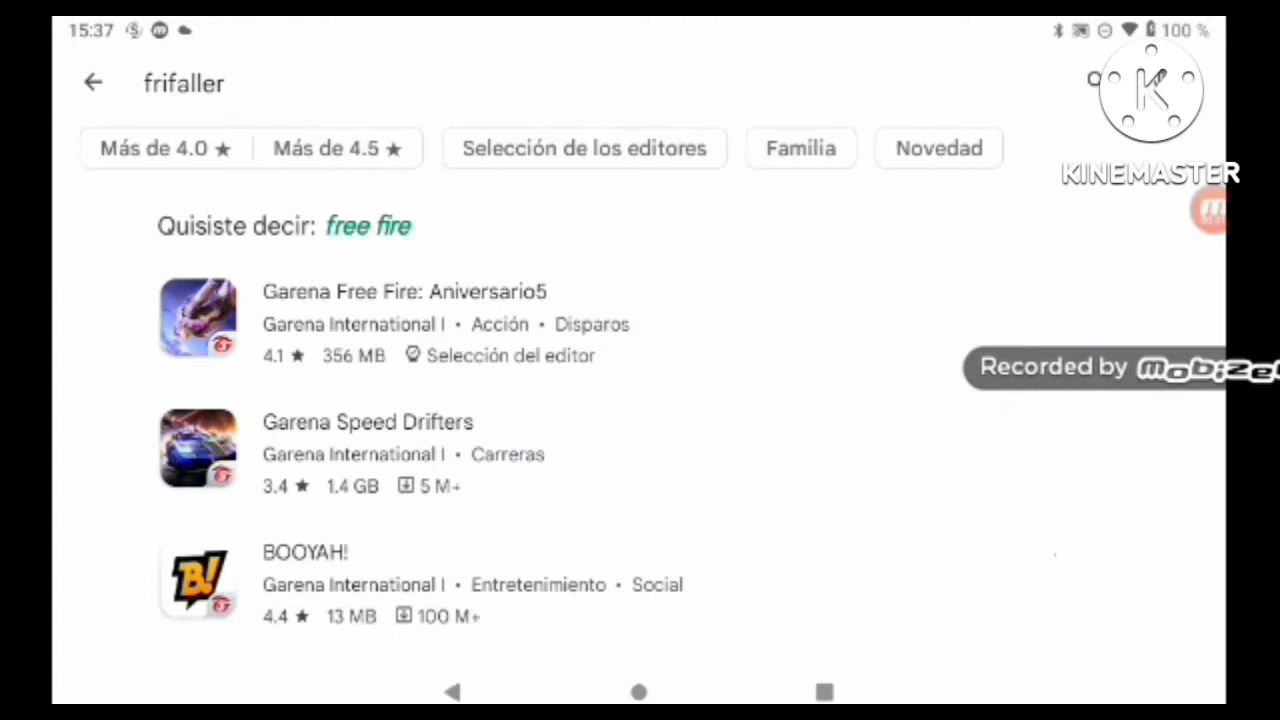 15:37
100 %
frifaller
KINEMASTER
Más de 4.0 ★ Más de 4.5 ★ Selección de los editores Familia Novedad
Quisiste decir: free fire
Garena Free Fire: Aniversario5
Garena International I • Acción • Disparos
4.1 ★ 356 MB Selección del editor
Recorded by
Garena Speed Drifters
Garena International I • Carreras
3.4 ★ 1.4 GB 5 M+
BOOYAH!
Garena International I • Entretenimiento • Social
4.4 ★ 13 MB 100 M+